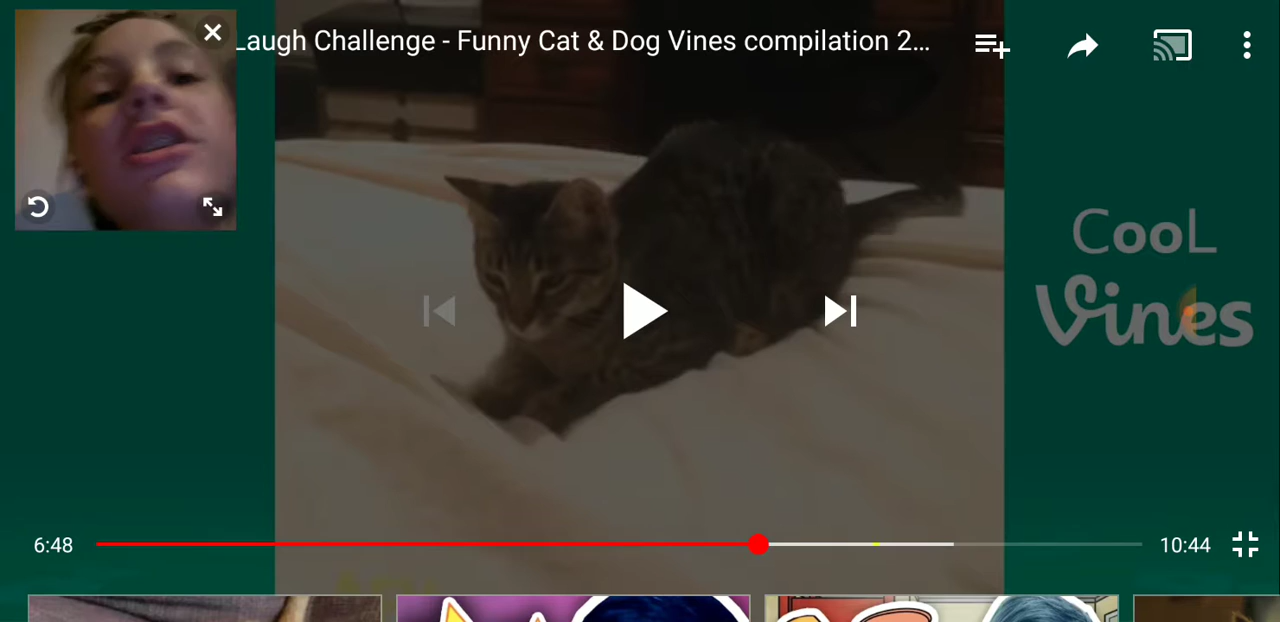 Laugh Challenge - Funny Cat & Dog Vines compilation 2...
CooL
Vines
6:48
10:44